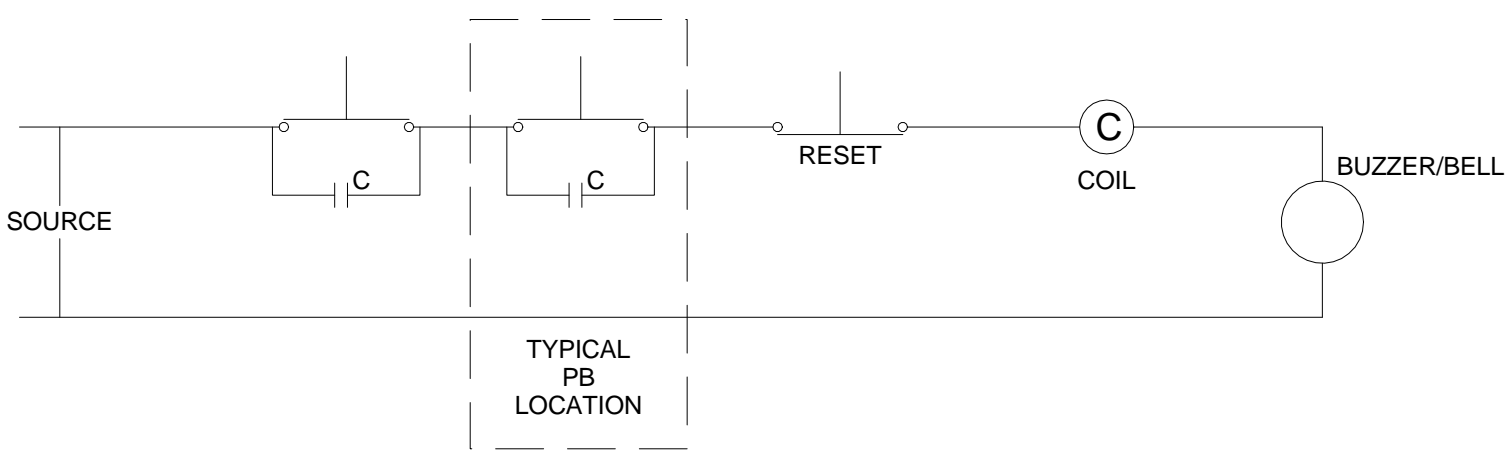 C
C
RESET
C
COIL
BUZZER/BELL
SOURCE
TYPICAL
PB
LOCATION